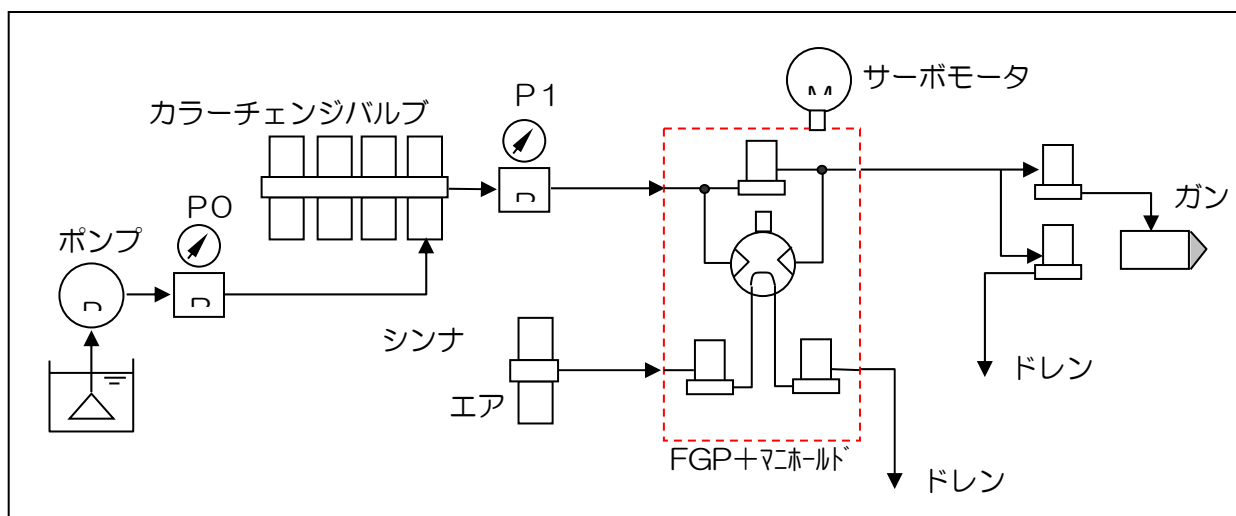 サーボモータ
P1
カラーチェンジバルブ
P0
ポンプ
ガン
シンナ
エア
ドレン
FGP+マニホールド
ドレン